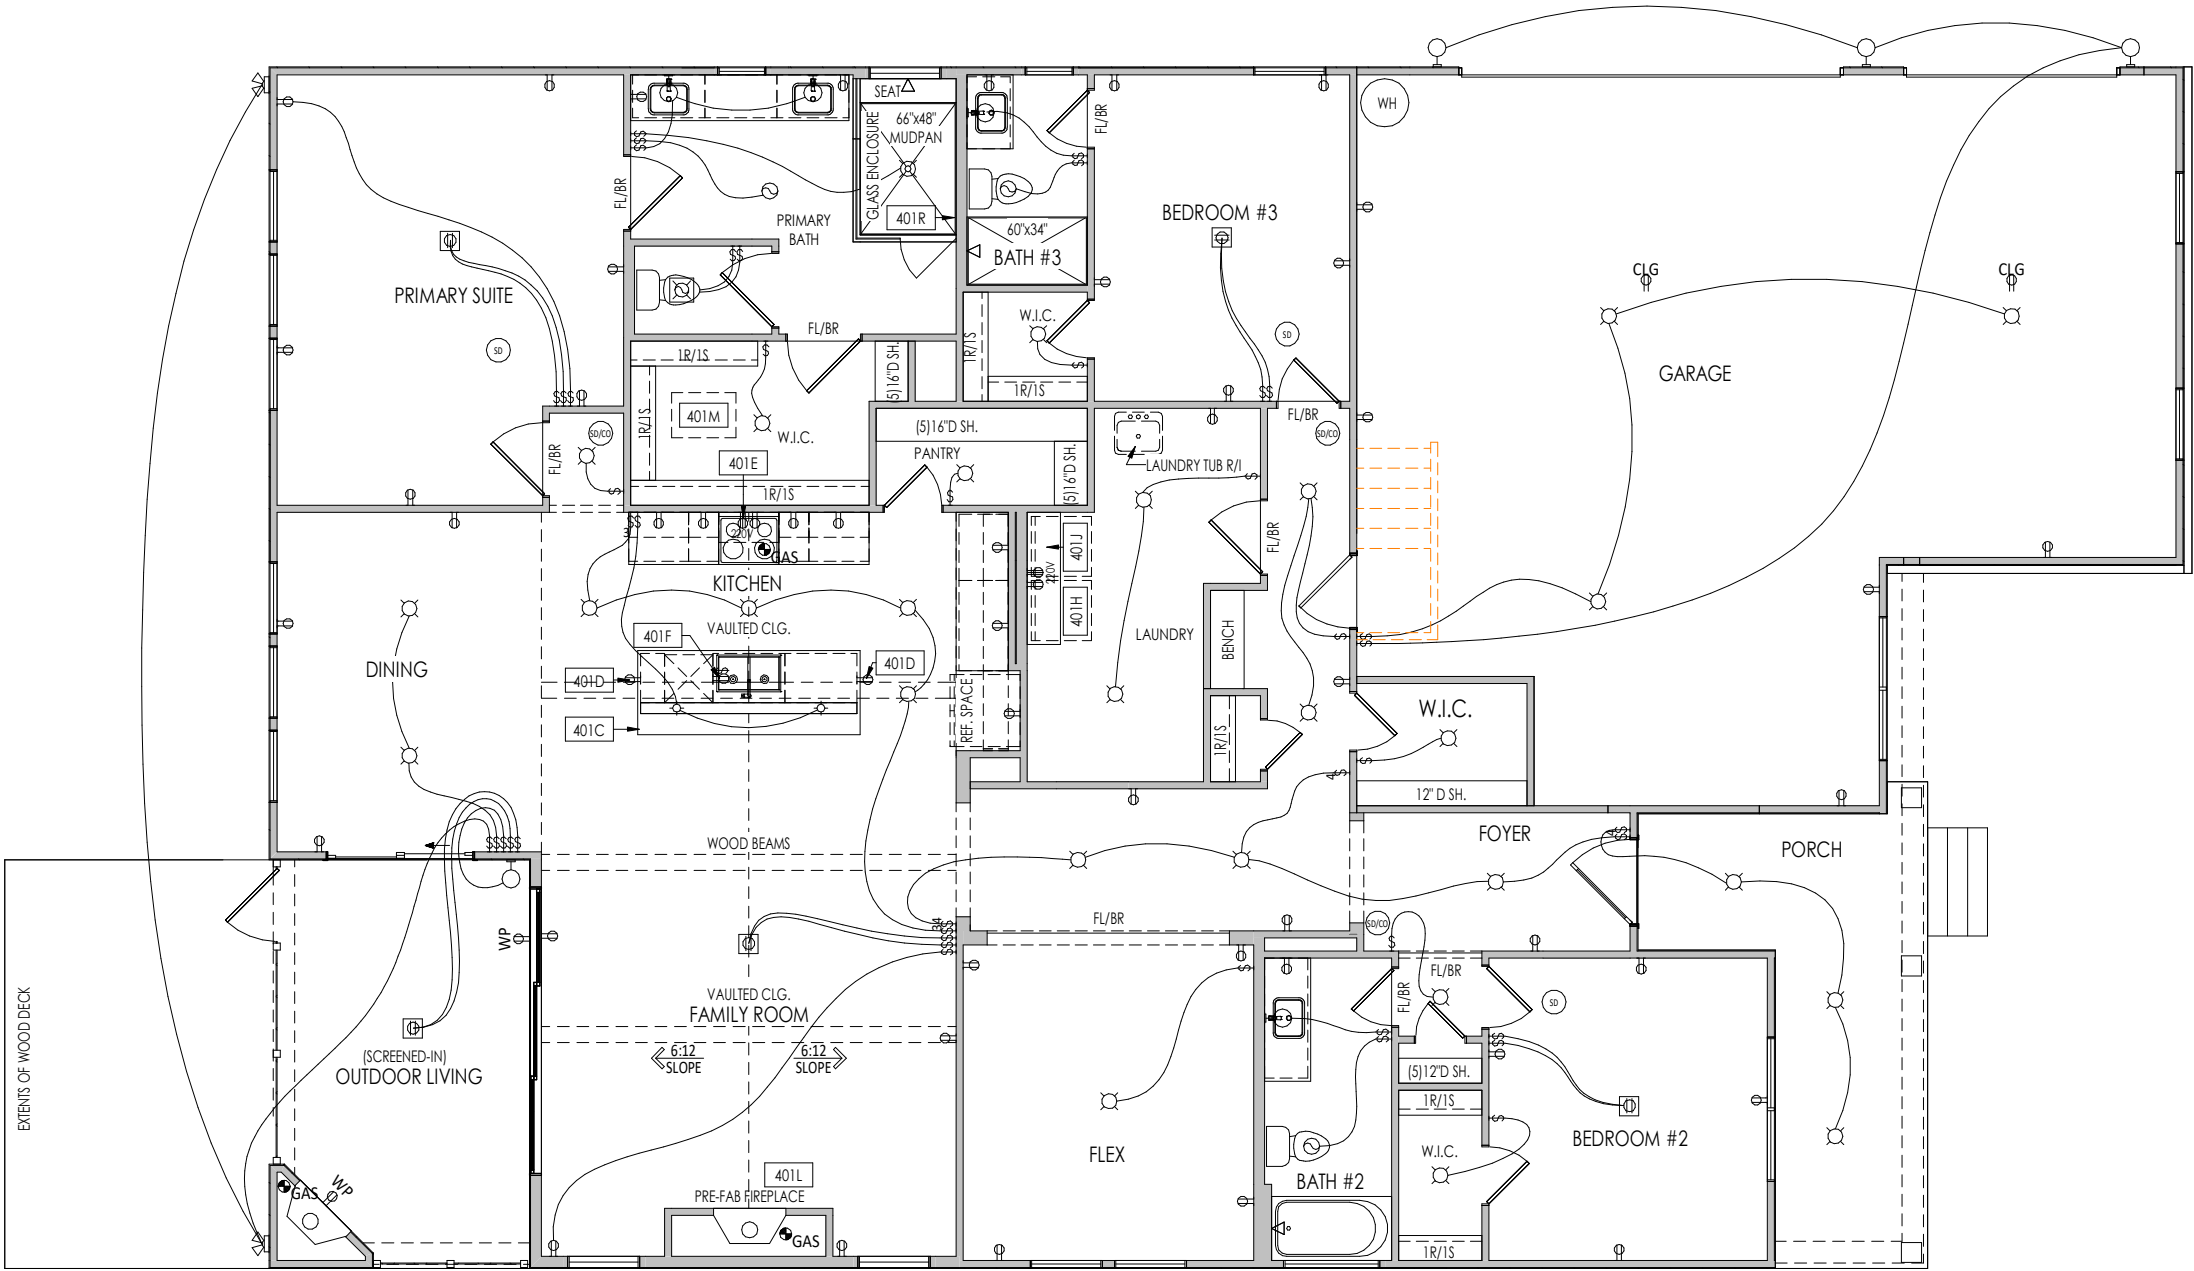 SEAT
66"x48"
MUDPAN
GLASS ENCLOSURE
401R
FL/BR
PRIMARY
BATH
PRIMARY SUITE
SD
FL/BR
1R/1S
1R/1S
401M
W.I.C.
401E
1R/1S
(5)16"D SH.
SD/CO
FL/BR
60"x34"
BATH #3
FL/BR
BEDROOM #3
W.I.C.
1R/1S
1R/1S
SD
FL/BR
SD/CO
WH
CLG
CLG
GARAGE
(5)16"D SH.
PANTRY
(5)16"D SH.
LAUNDRY TUB R/I
FL/BR
220V
GAS
KITCHEN
VAULTED CLG.
401F
401D
401D
401C
REF. SPACE
401J
220V
401H
LAUNDRY
BENCH
1R/1S
DINING
W.I.C.
12" D SH.
WOOD BEAMS
FOYER
PORCH
FL/BR
SD/CO
WP
EXTENTS OF WOOD DECK
(SCREENED-IN)
OUTDOOR LIVING
VAULTED CLG.
FAMILY ROOM
6:12
SLOPE
6:12
SLOPE
FL/BR
FL/BR
SD
(5)12"D SH.
1R/1S
BEDROOM #2
FLEX
W.I.C.
BATH #2
1R/1S
401L
PRE-FAB FIREPLACE
GAS
GAS
WP